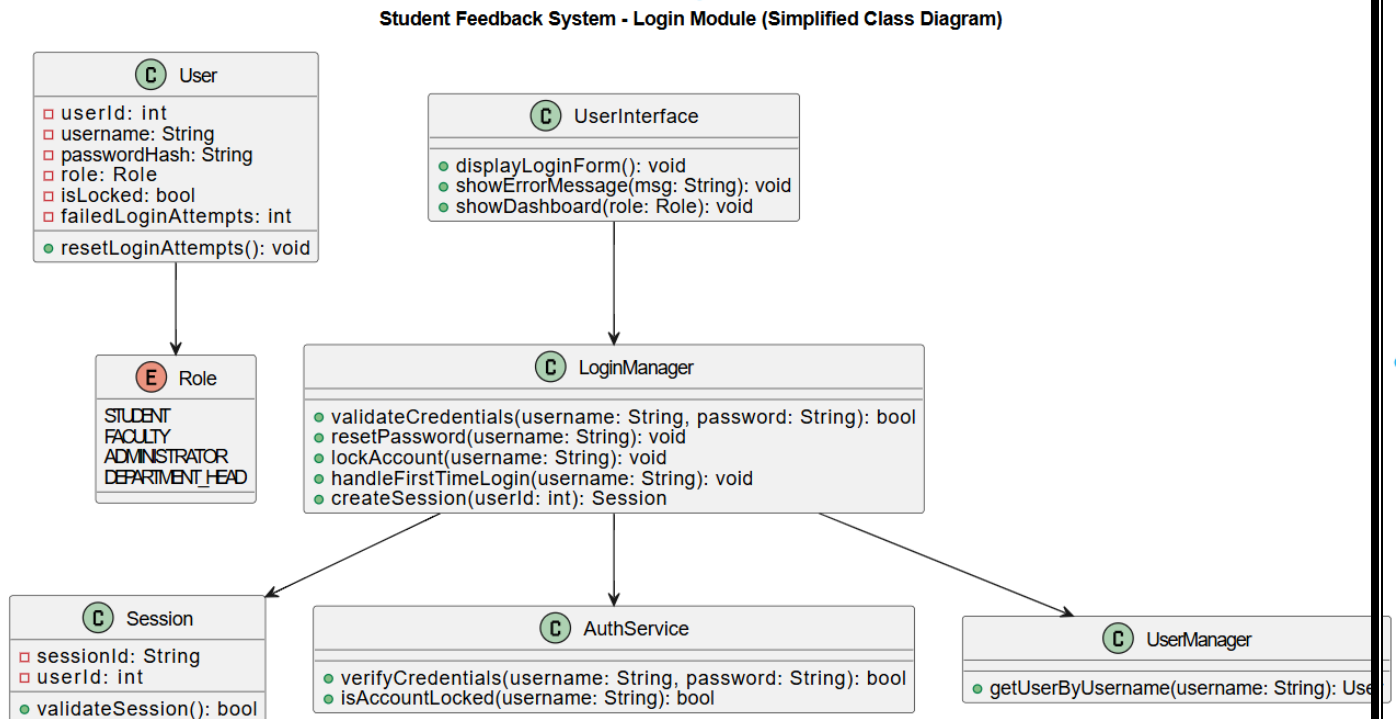 Student Feedback System - Login Module (Simplified Class Diagram)
C User
userId: int
username: String
passwordHash: String
role: Role
isLocked: bool
failedLoginAttempts: int
resetLoginAttempts(): void
C UserInterface
displayLoginForm(): void
showErrorMessage(msg: String): void
showDashboard(role: Role): void
E Role
STUDENT
FACULTY
ADMINISTRATOR
DEPARTMENT_HEAD
C LoginManager
validateCredentials(username: String, password: String): bool
resetPassword(username: String): void
lockAccount(username: String): void
handleFirstTimeLogin(username: String): void
createSession(userId: int): Session
C Session
sessionId: String
userId: int
validateSession(): bool
C AuthService
verifyCredentials(username: String, password: String): bool
isAccountLocked(username: String): bool
C UserManager
getUserByUsername(username: String): User